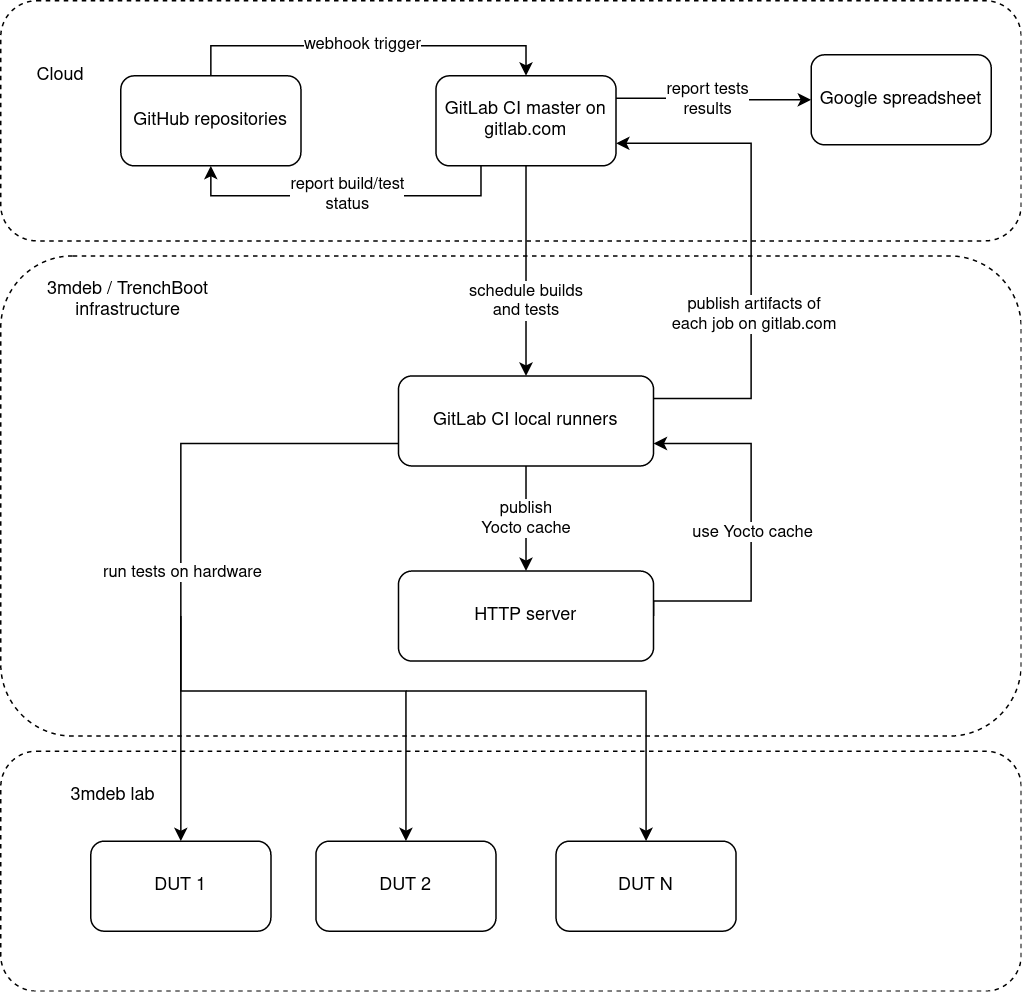 webhook trigger
Cloud
GitHub repositories
GitLab CI master on
gitlab.com
report tests
results
Google spreadsheet
report build/test
status
3mdeb / TrenchBoot
infrastructure
schedule builds
and tests
publish artifacts of
each job on gitlab.com
GitLab CI local runners
publish
Yocto cache
use Yocto cache
run tests on hardware
HTTP server
3mdeb lab
DUT 1
DUT 2
DUT N